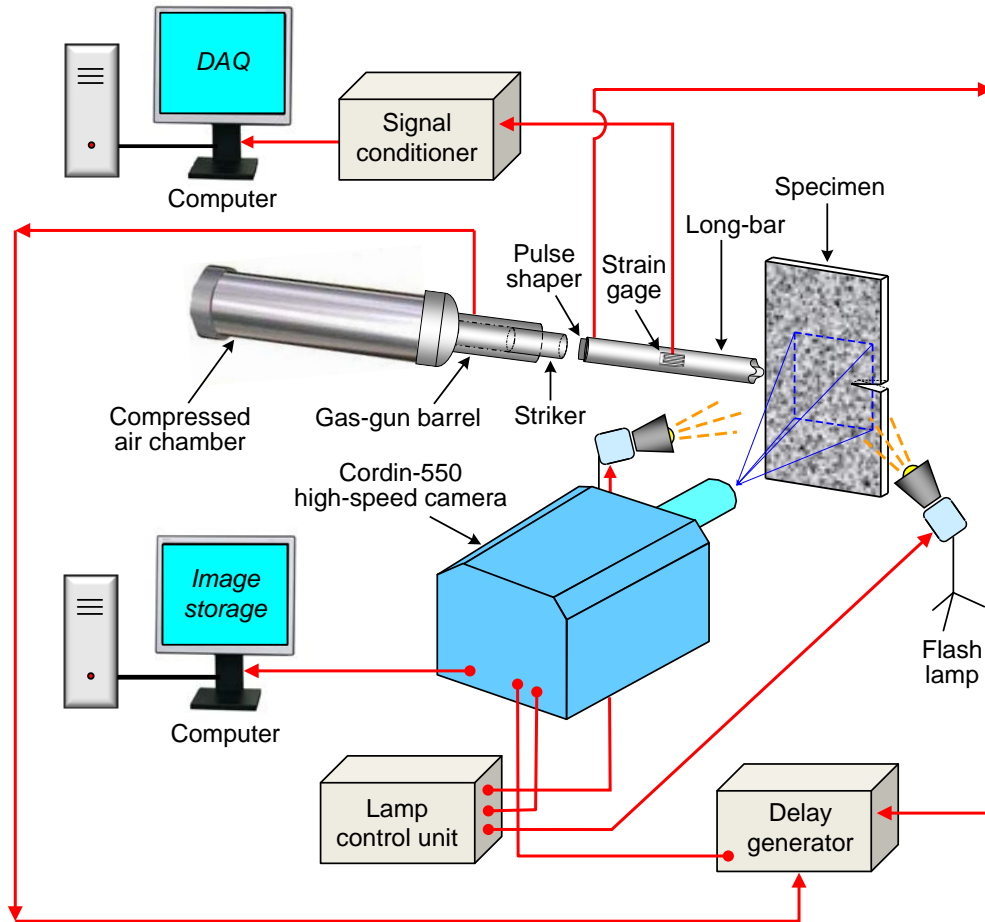 DAQ
Signal
conditioner
Computer
Specimen
Long-bar
Pulse
shaper
Strain
gage
Compressed
air chamber
Gas-gun barrel
Striker
Cordin-550
high-speed camera
Image
storage
Computer
Flash
lamp
Lamp
control unit
Delay
generator